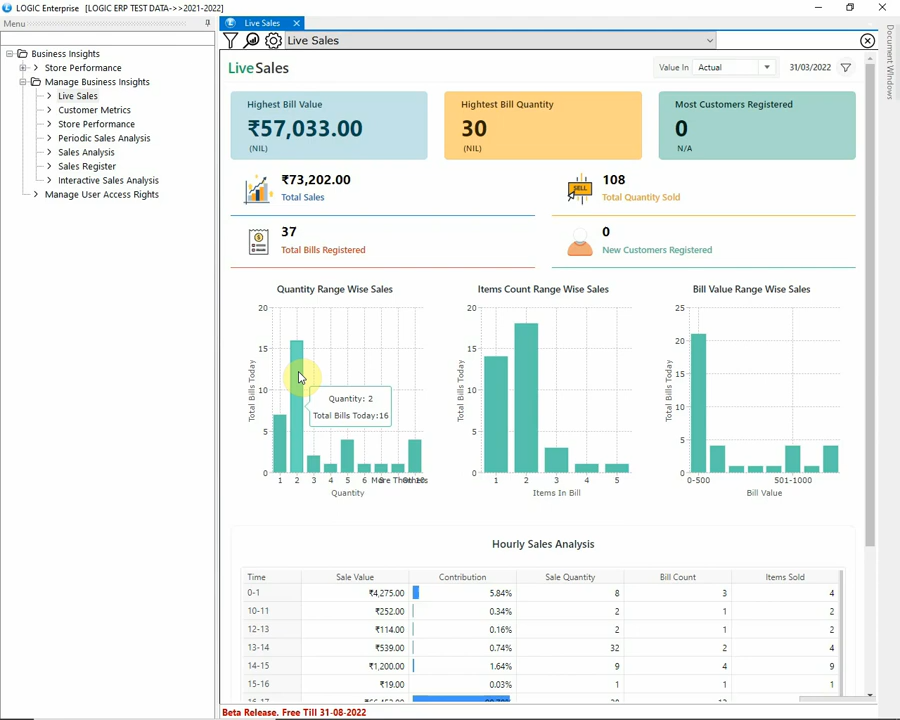 LOGIC Enterprise [LOGIC ERP TEST DATA->>2021-2022]
Menu
Live Sales
Live Sales
Document Windows
Business Insights
Store Performance
Manage Business Insights
Live Sales
Customer Metrics
Store Performance
Periodic Sales Analysis
Sales Analysis
Sales Register
Interactive Sales Analysis
Manage User Access Rights
LiveSales
Value In Actual 31/03/2022
Highest Bill Value
₹57,033.00
(NIL)
Hightest Bill Quantity
30
(NIL)
Most Customers Registered
0
N/A
₹73,202.00
Total Sales
SELL
108
Total Quantity Sold
37
Total Bills Registered
0
New Customers Registered
Quantity Range Wise Sales
20
15
10
5
0
Total Bills Today
Quantity: 2
Total Bills Today:16
1 2 3 4 5 6
Quantity
Items Count Range Wise Sales
20
15
10
5
0
Total Bills Today
1 2 3 4 5
Items In Bill
Bill Value Range Wise Sales
25
20
15
10
5
0
Total Bills Today
0-500 501-1000
Bill Value
Hourly Sales Analysis
Time Sale Value Contribution Sale Quantity Bill Count Items Sold
0-1 ₹4,275.00 5.84% 8 3 4
10-11 ₹252.00 0.34% 2 1 2
12-13 ₹114.00 0.16% 2 1 2
13-14 ₹539.00 0.74% 32 2 4
14-15 ₹1,200.00 1.64% 9 4 9
15-16 ₹19.00 0.03% 1 1 1
16-17
Beta Release. Free Till 31-08-2022